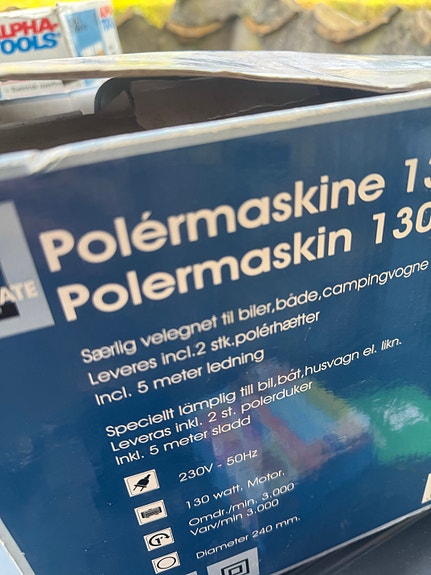 ALPHA-
TOOLS
Polérmaskine 13
Polermaskin 130
Særlig velegnet til biler,både,campingvogne
Leveres incl.2 stk.polérhætter
Incl. 5 meter ledning
Speciellt lämplig till bil,båt,husvagn el. likn.
Leveras inkl. 2 st. polerduker
Inkl. 5 meter sladd
230V - 50Hz
130 watt. Motor.
Omdr./min. 3.000
Varv/min 3.000
Diameter 240 mm.